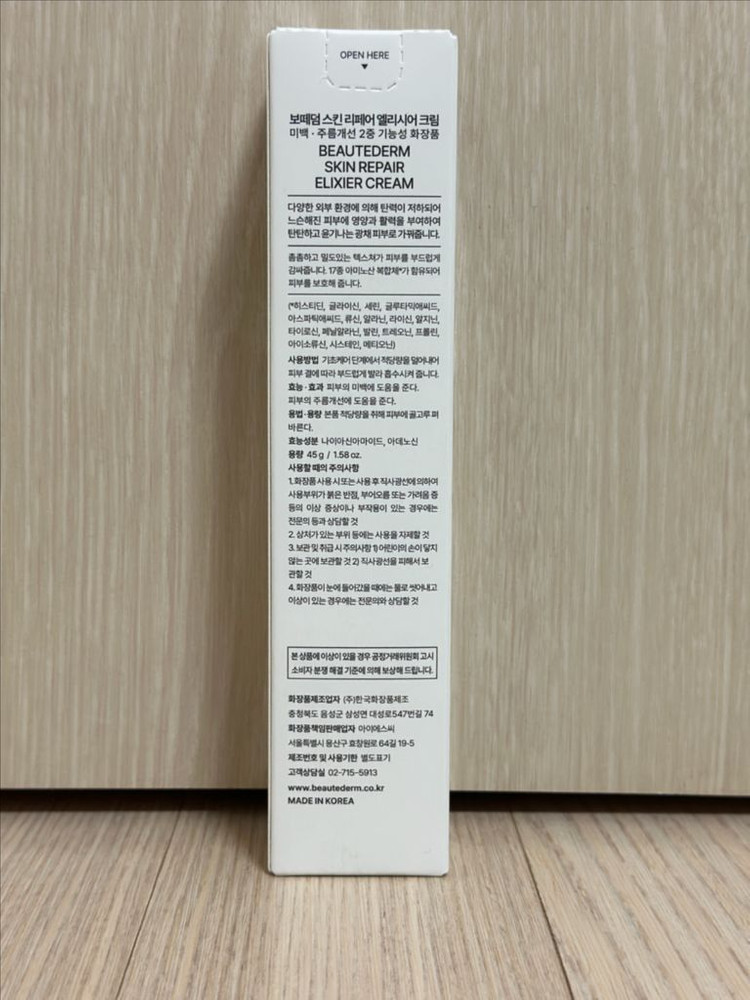 OPEN HERE
보떼덤 스킨 리페어 엘리시어 크림
미백 · 주름개선 2중 기능성 화장품
BEAUTEDERM
SKIN REPAIR
ELIXIER CREAM
다양한 외부 환경에 의해 탄력이 저하되어
느슨해진 피부에 영양과 활력을 부여하여
탄탄하고 윤기나는 광채 피부로 가꿔줍니다.
촘촘하고 밀도있는 텍스처가 피부를 부드럽게
감싸줍니다. 17종 아미노산 복합체*가 함유되어
피부를 보호해 줍니다.
(*히스티딘, 글라이신, 세린, 글루타믹애씨드,
아스파틱애씨드, 류신, 알라닌, 라이신, 알지닌,
타이로신, 페닐알라닌, 발린, 트레오닌, 프롤린,
아이소류신, 시스테인, 메티오닌)
사용방법 기초케어 단계에서 적당량을 덜어내어
피부 결에 따라 부드럽게 발라 흡수시켜 줍니다.
효능 · 효과 피부의 미백에 도움을 준다.
피부의 주름개선에 도움을 준다.
용법 · 용량 본품 적당량을 취해 피부에 골고루 펴
바른다.
효능성분 나이아신아마이드, 아데노신
용량 45 g / 1.58 oz.
사용할 때의 주의사항
1. 화장품 사용 시 또는 사용 후 직사광선에 의하여
사용부위가 붉은 반점, 부어오름 또는 가려움 증
등의 이상 증상이나 부작용이 있는 경우에는
전문의 등과 상담할 것
2. 상처가 있는 부위 등에는 사용을 자제할 것
3. 보관 및 취급 시 주의사항 1) 어린이의 손이 닿지
않는 곳에 보관할 것 2) 직사광선을 피해서 보
관할 것
4. 화장품이 눈에 들어갔을 때에는 물로 씻어내고
이상이 있는 경우에는 전문의와 상담할 것
본 상품에 이상이 있을 경우 공정거래위원회 고시
소비자 분쟁 해결 기준에 의해 보상해 드립니다.
화장품제조업자 (주)한국화장품제조
충청북도 음성군 삼성면 대성로547번길 74
화장품책임판매업자 아이에스씨
서울특별시 용산구 효창원로 64길 19-5
제조번호 및 사용기한 별도표기
고객상담실 02-715-5913
www.beautederm.co.kr
MADE IN KOREA